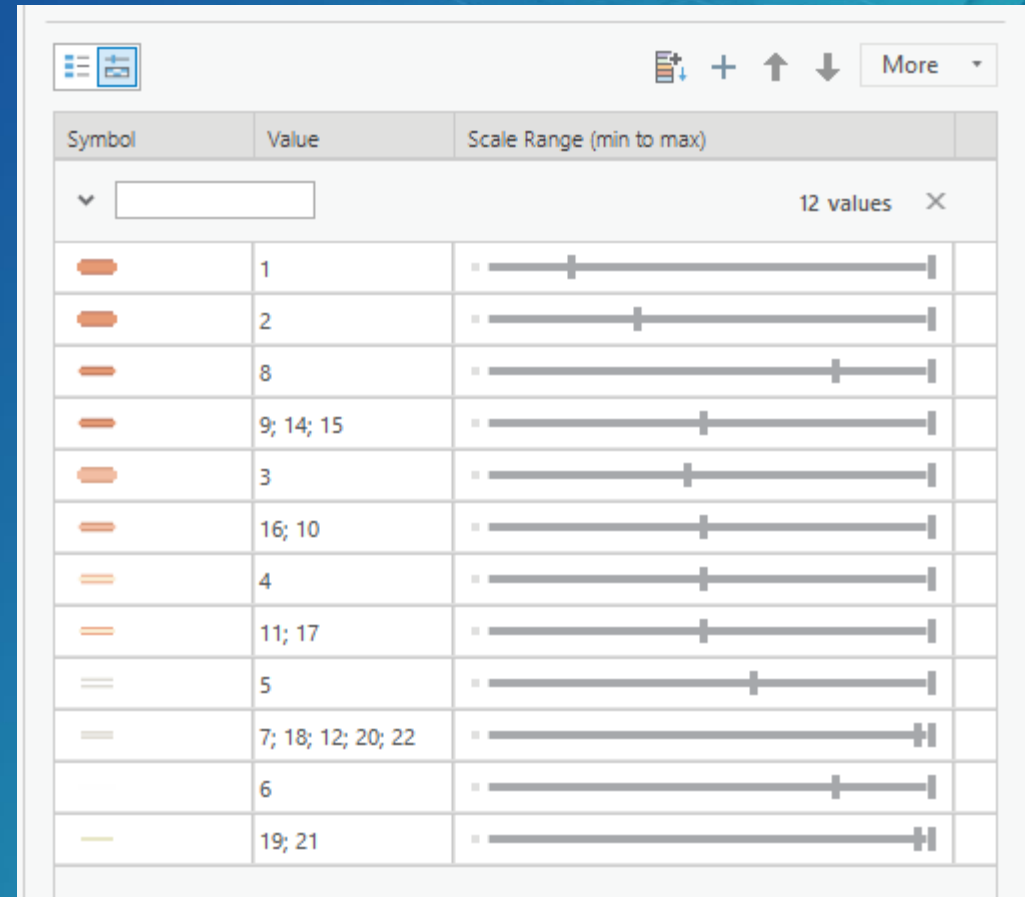 More
Symbol Value Scale Range (min to max)
12 values
1
2
8
9; 14; 15
3
16; 10
4
11; 17
5
7; 18; 12; 20; 22
6
19; 21